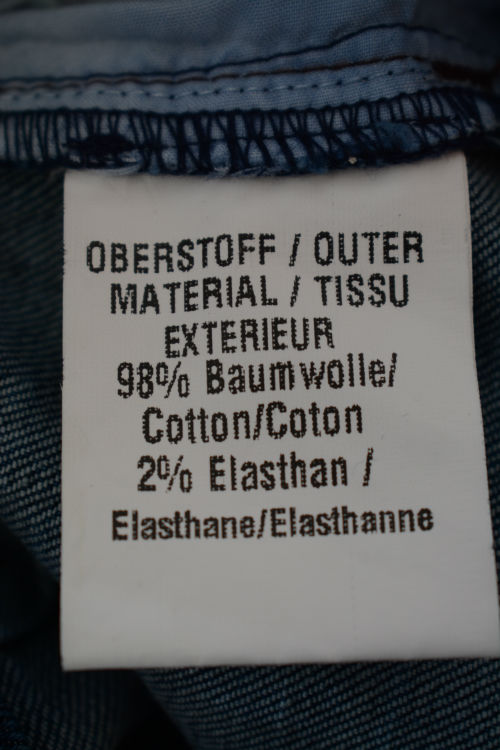 OBERSTOFF / OUTER
MATERIAL / TISSU
EXTERIEUR
98% Baumwolle/
Cotton/Coton
2% Elasthan /
Elasthane/Elasthanne